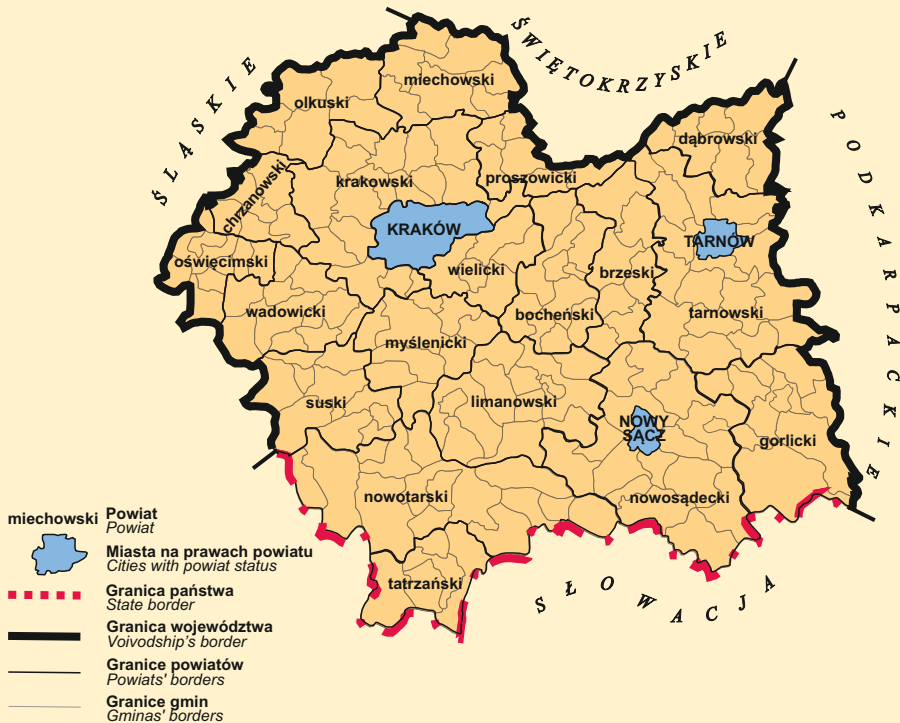 ŚLĄSKIE
ŚWIĘTOKRZYSKIE
PODKARPACKIE
miechowski
olkuski
dąbrowski
proszowicki
krakowski
chrzanowski
KRAKÓW
TARNÓW
oświęcimski
wielicki
brzeski
wadowicki
bocheński
tarnowski
myślenicki
suski
limanowski
NOWY
SĄCZ
gorlicki
nowotarski
nowosądecki
tatrzański
SŁOWACJA
miechowski
Powiat
Powiat
Miasta na prawach powiatu
Cities with powiat status
Granica państwa
State border
Granica województwa
Voivodship's border
Granice powiatów
Powiats' borders
Granice gmin
Gminas' borders